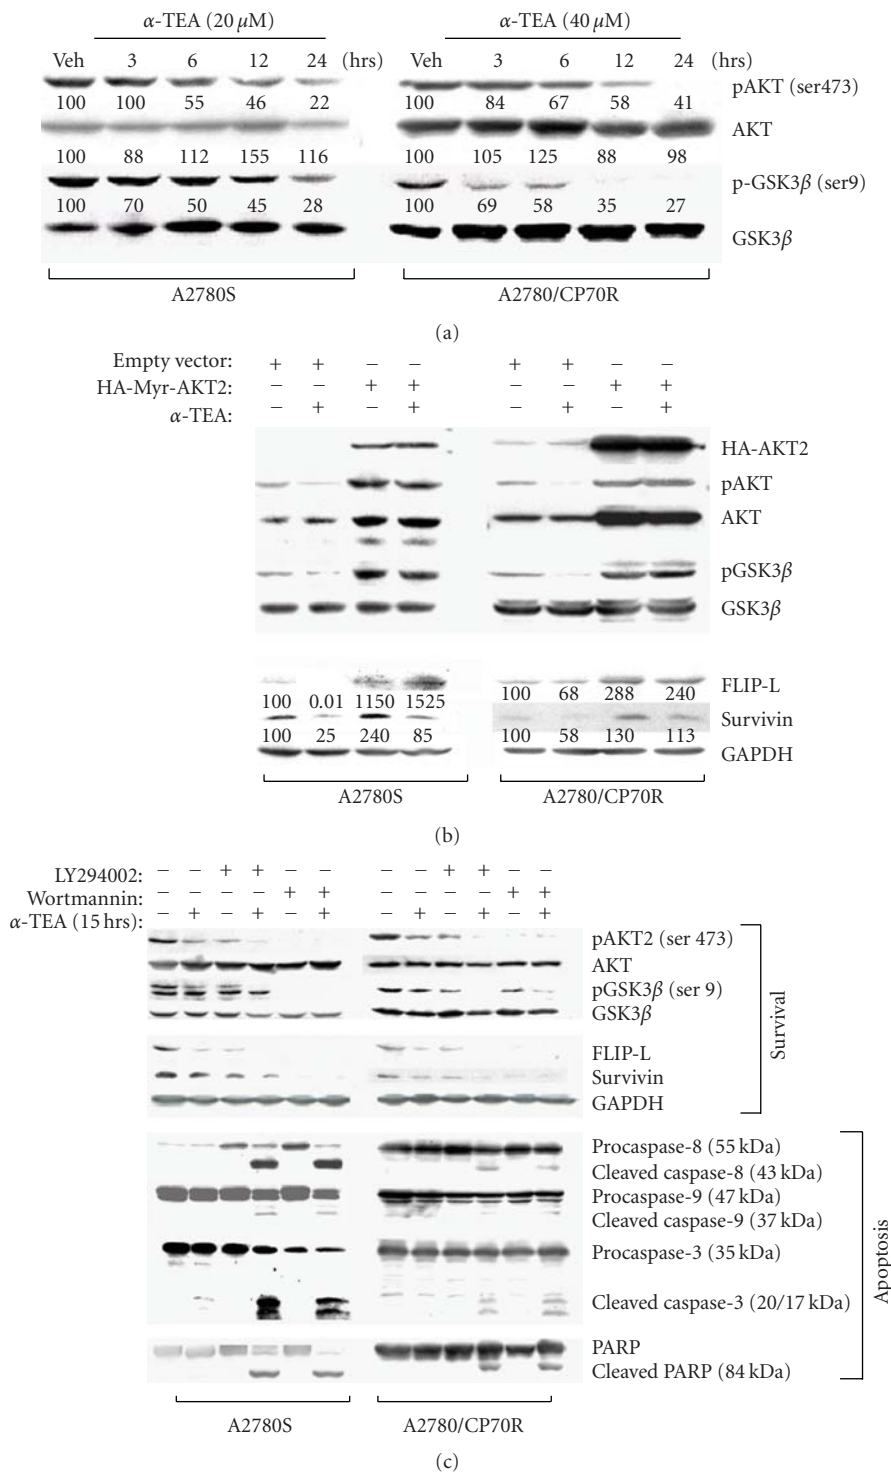 α-TEA (20 μM) α-TEA (40 μM)
Veh 3 6 12 24 (hrs) Veh 3 6 12 24 (hrs)
pAKT (ser473)
100 100 55 46 22 100 84 67 58 41
AKT
100 88 112 155 116 100 105 125 88 98
p-GSK3β (ser9)
100 70 50 45 28 100 69 58 35 27
GSK3β
A2780S A2780/CP70R
(a)
Empty vector: + + − − + + − −
HA-Myr-AKT2: − − + + − − + +
α-TEA: − + − + − + − +
HA-AKT2
pAKT
AKT
pGSK3β
GSK3β
FLIP-L
100 0.01 1150 1525 100 68 288 240
Survivin
100 25 240 85 100 58 130 113
GAPDH
A2780S A2780/CP70R
(b)
LY294002: − − + + − − − − + + − −
Wortmannin: − − − − + + − − − − + +
α-TEA (15 hrs): − + − + − + − + − + − +
pAKT2 (ser 473)
AKT
pGSK3β (ser 9)
GSK3β
FLIP-L
Survivin
GAPDH
Survival
Procaspase-8 (55 kDa)
Cleaved caspase-8 (43 kDa)
Procaspase-9 (47 kDa)
Cleaved caspase-9 (37 kDa)
Procaspase-3 (35 kDa)
Cleaved caspase-3 (20/17 kDa)
PARP
Cleaved PARP (84 kDa)
Apoptosis
A2780S A2780/CP70R
(c)